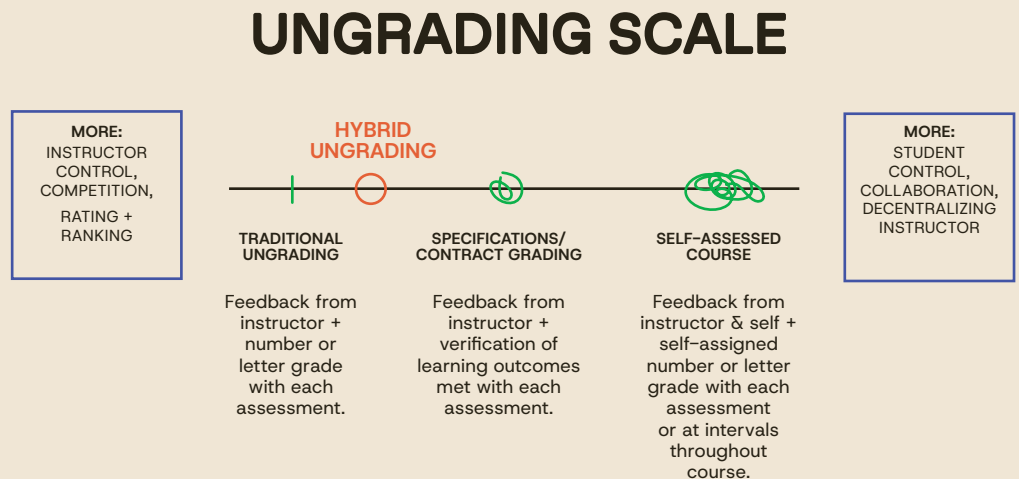 UNGRADING SCALE
MORE:
INSTRUCTOR
CONTROL,
COMPETITION,
RATING +
RANKING
HYBRID
UNGRADING
MORE:
STUDENT
CONTROL,
COLLABORATION,
DECENTRALIZING
INSTRUCTOR
TRADITIONAL
UNGRADING
Feedback from
instructor +
number or
letter grade
with each
assessment.
SPECIFICATIONS/
CONTRACT GRADING
Feedback from
instructor +
verification of
learning outcomes
met with each
assessment.
SELF-ASSESSED
COURSE
Feedback from
instructor & self +
self-assigned
number or letter
grade with each
assessment
or at intervals
throughout
course.